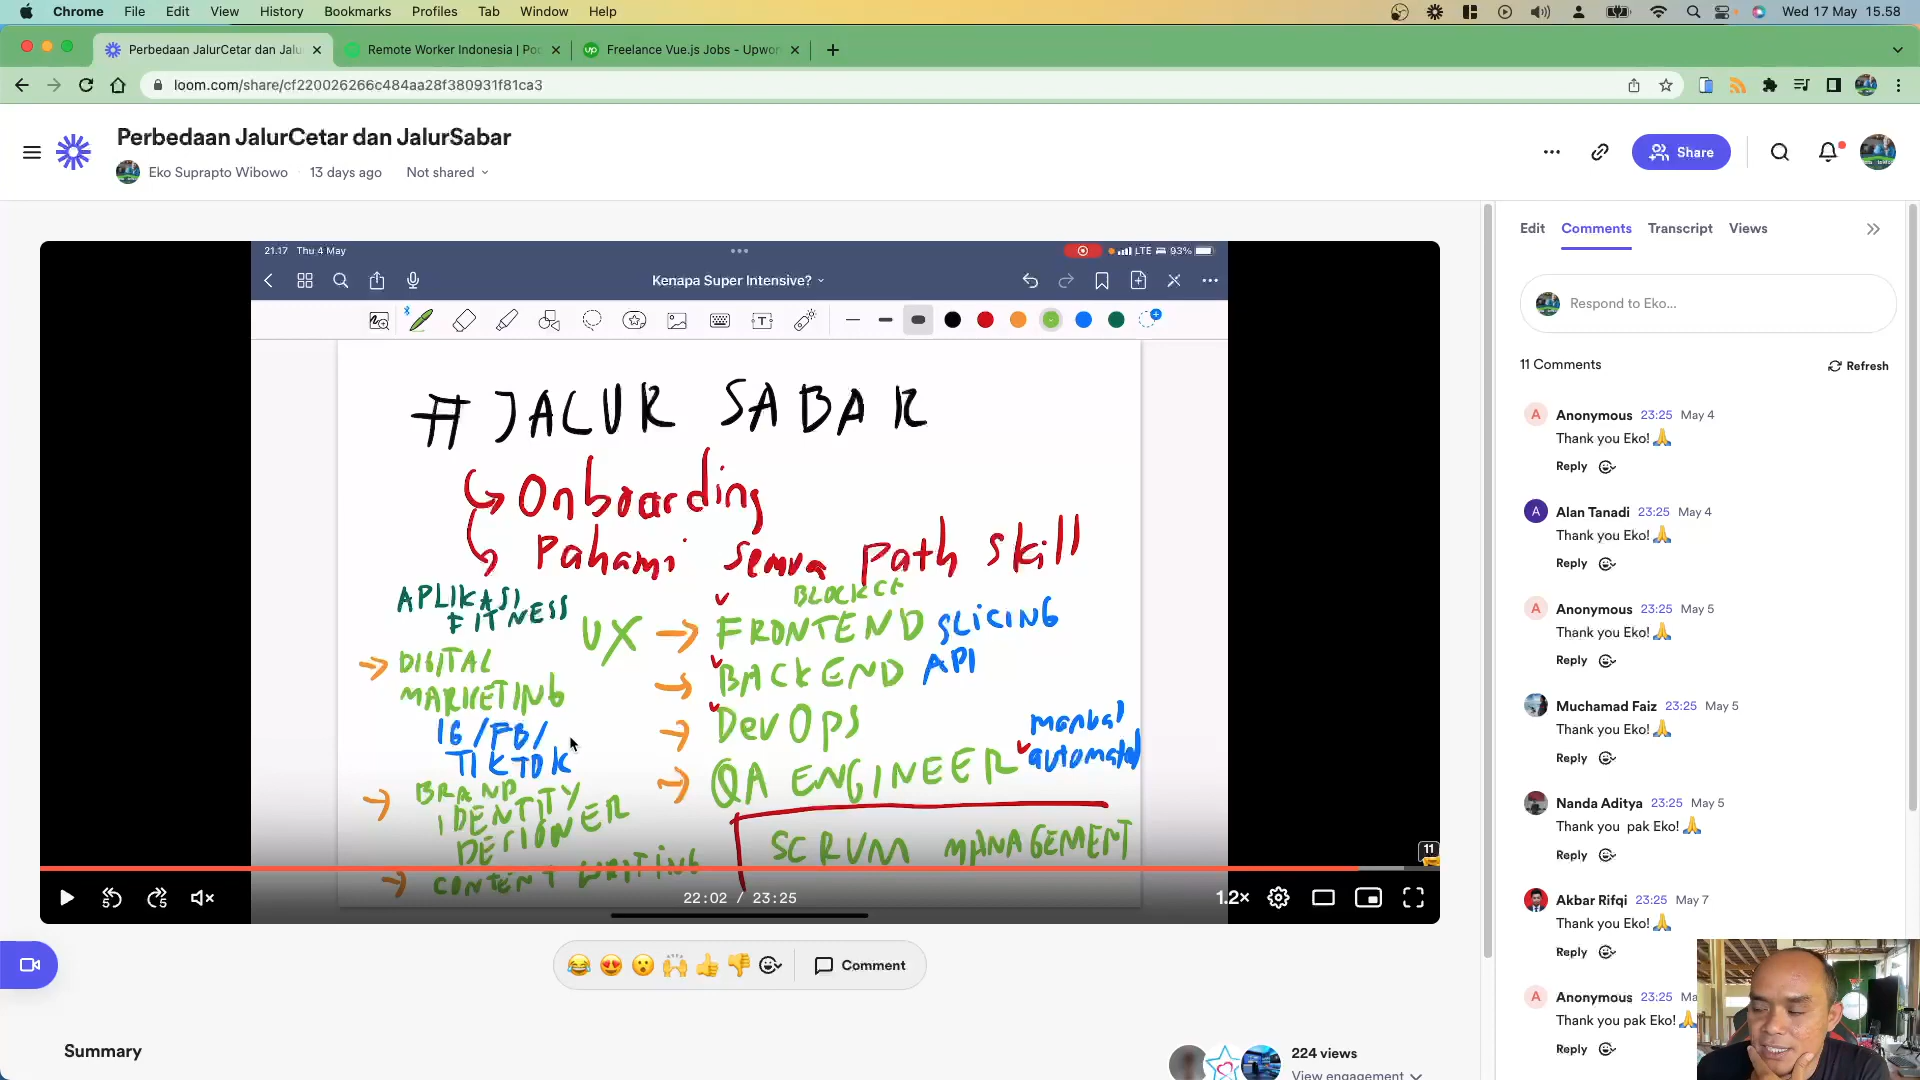 Chrome File Edit View History Bookmarks Profiles Tab Window Help
Wed 17 May 15.58
Perbedaan JalurCetar dan Jalu
Remote Worker Indonesia | Poo
Freelance Vue.js Jobs - Upwor
loom.com/share/cf220026266c484aa28f380931f81ca3
Perbedaan JalurCetar dan JalurSabar
Eko Suprapto Wibowo 13 days ago Not shared
Share
21.17 Thu 4 May
LTE 93%
Kenapa Super Intensive?
# JALUR SABAR
Onboarding
Pahami semua path skill
APLIKASI
FITNESS
UX
BLOCKCT
FRONTEND SLICING
BACKEND API
DevOps
QA ENGINEER
manual
automated
SCRUM MANAGEMENT
DIGITAL
MARKETING
IG/FB/
TIKTOK
BRAND
IDENTITY
DESIGNER
CONTENT WRITING
22:02 / 23:25
1.2×
11
Comment
Summary
224 views
View engagement
Edit Comments Transcript Views
Respond to Eko...
11 Comments
Refresh
A Anonymous 23:25 May 4
Thank you Eko! 🙏
Reply
A Alan Tanadi 23:25 May 4
Thank you Eko! 🙏
Reply
A Anonymous 23:25 May 5
Thank you Eko! 🙏
Reply
Muchamad Faiz 23:25 May 5
Thank you Eko! 🙏
Reply
Nanda Aditya 23:25 May 5
Thank you pak Eko! 🙏
Reply
Akbar Rifqi 23:25 May 7
Thank you Eko! 🙏
Reply
A Anonymous 23:25 Ma
Thank you pak Eko! 🙏
Reply